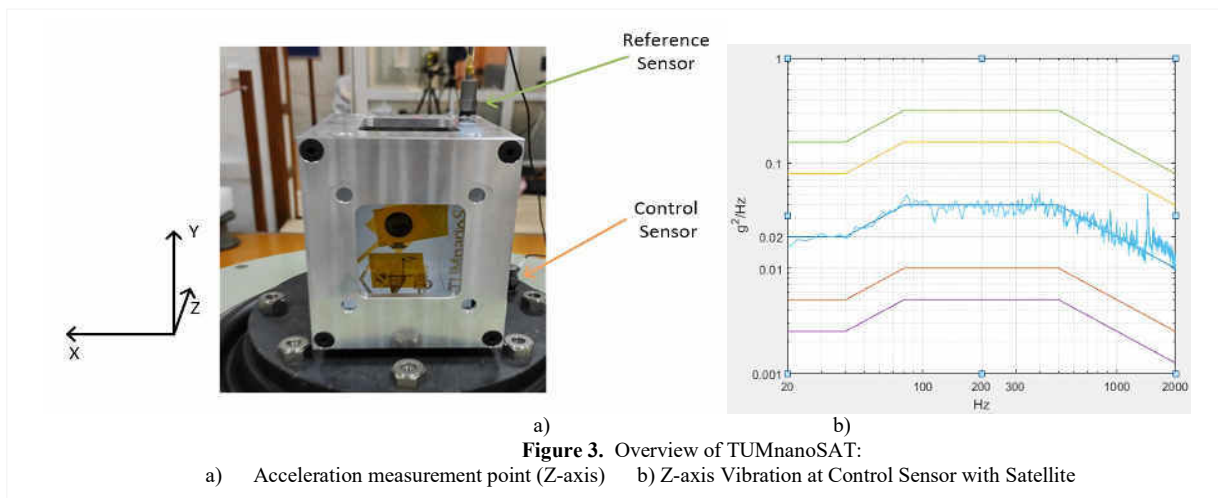 Reference
Sensor
Control
Sensor
Y
Z
X
TUMnanoS
1
0.1
0.02
0.01
0.001
g²/Hz
20
100
200
300
1000
2000
Hz
a)
b)
Figure 3. Overview of TUMnanoSAT:
a) Acceleration measurement point (Z-axis) b) Z-axis Vibration at Control Sensor with Satellite